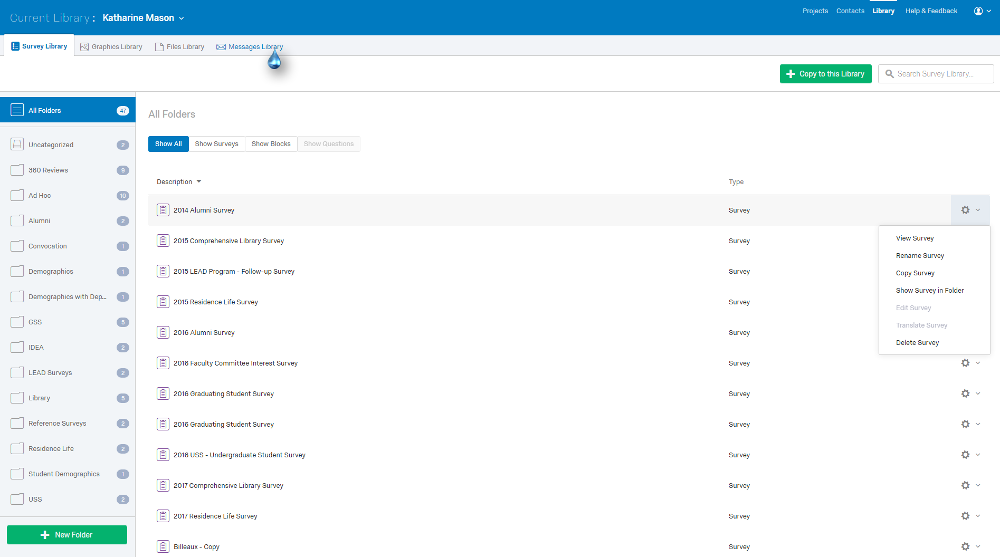 Current Library : Katharine Mason
Projects Contacts Library Help & Feedback
Survey Library Graphics Library Files Library Messages Library
Copy to this Library Search Survey Library...
All Folders 47
Uncategorized 2
360 Reviews 9
Ad Hoc 10
Alumni 2
Convocation 1
Demographics 1
Demographics with Dep... 1
GSS 5
IDEA 2
LEAD Surveys 2
Library 5
Reference Surveys 2
Residence Life 2
Student Demographics 1
USS 2
New Folder
All Folders
Show All Show Surveys Show Blocks Show Questions
Description Type
2014 Alumni Survey Survey
2015 Comprehensive Library Survey Survey
2015 LEAD Program - Follow-up Survey Survey
2015 Residence Life Survey Survey
2016 Alumni Survey Survey
2016 Faculty Committee Interest Survey Survey
2016 Graduating Student Survey Survey
2016 Graduating Student Survey Survey
2016 USS - Undergraduate Student Survey Survey
2017 Comprehensive Library Survey Survey
2017 Residence Life Survey Survey
Billeaux - Copy Survey
View Survey
Rename Survey
Copy Survey
Show Survey in Folder
Edit Survey
Translate Survey
Delete Survey